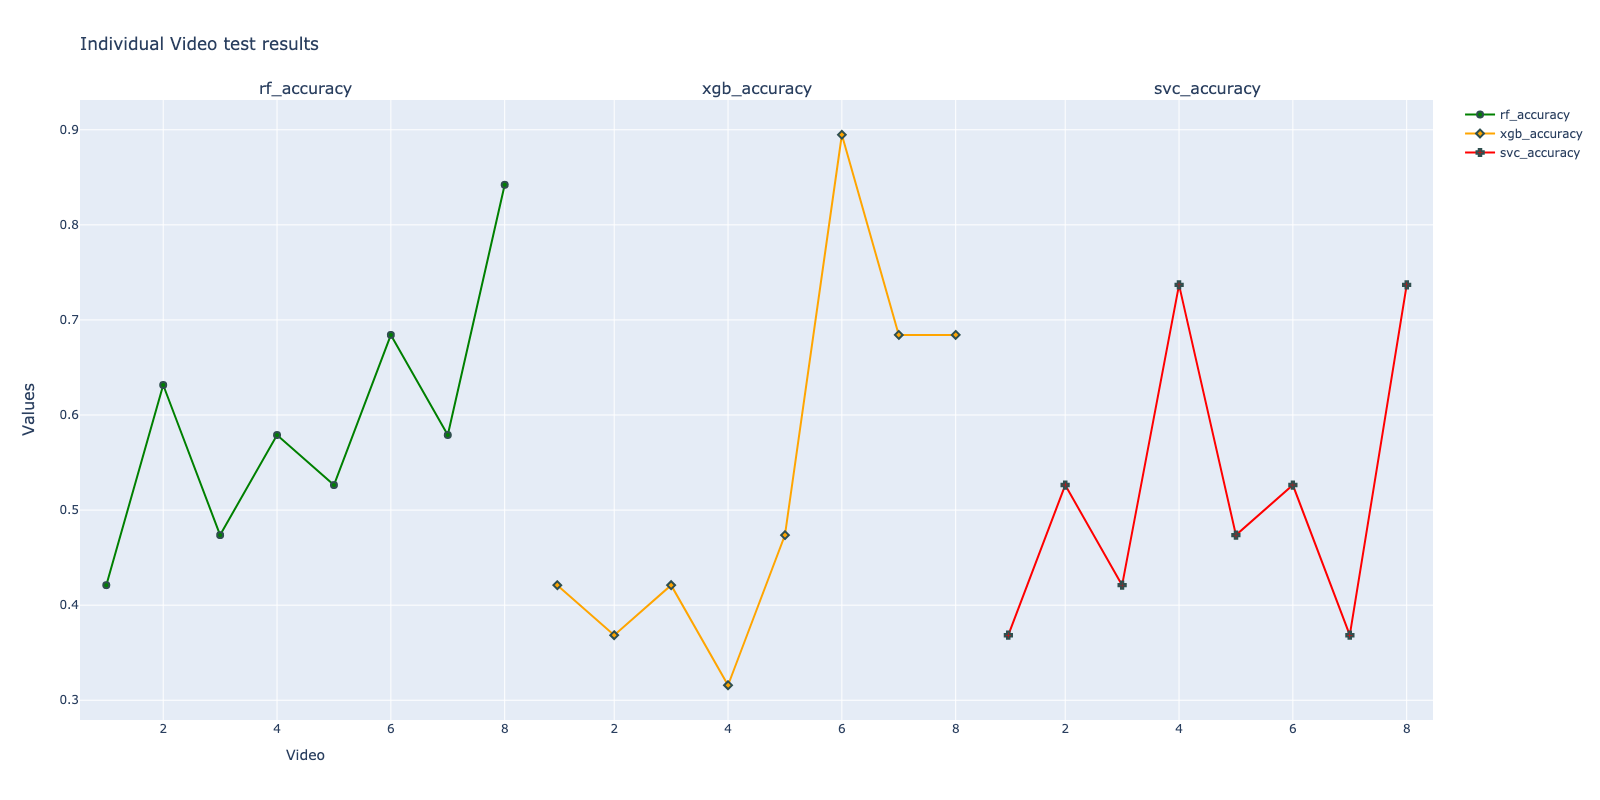 Individual Video test results
rf_accuracy
xgb_accuracy
svc_accuracy
rf_accuracy
xgb_accuracy
svc_accuracy
Values
0.9
0.8
0.7
0.6
0.5
0.4
0.3
2 4 6 8 2 4 6 8 2 4 6 8
Video